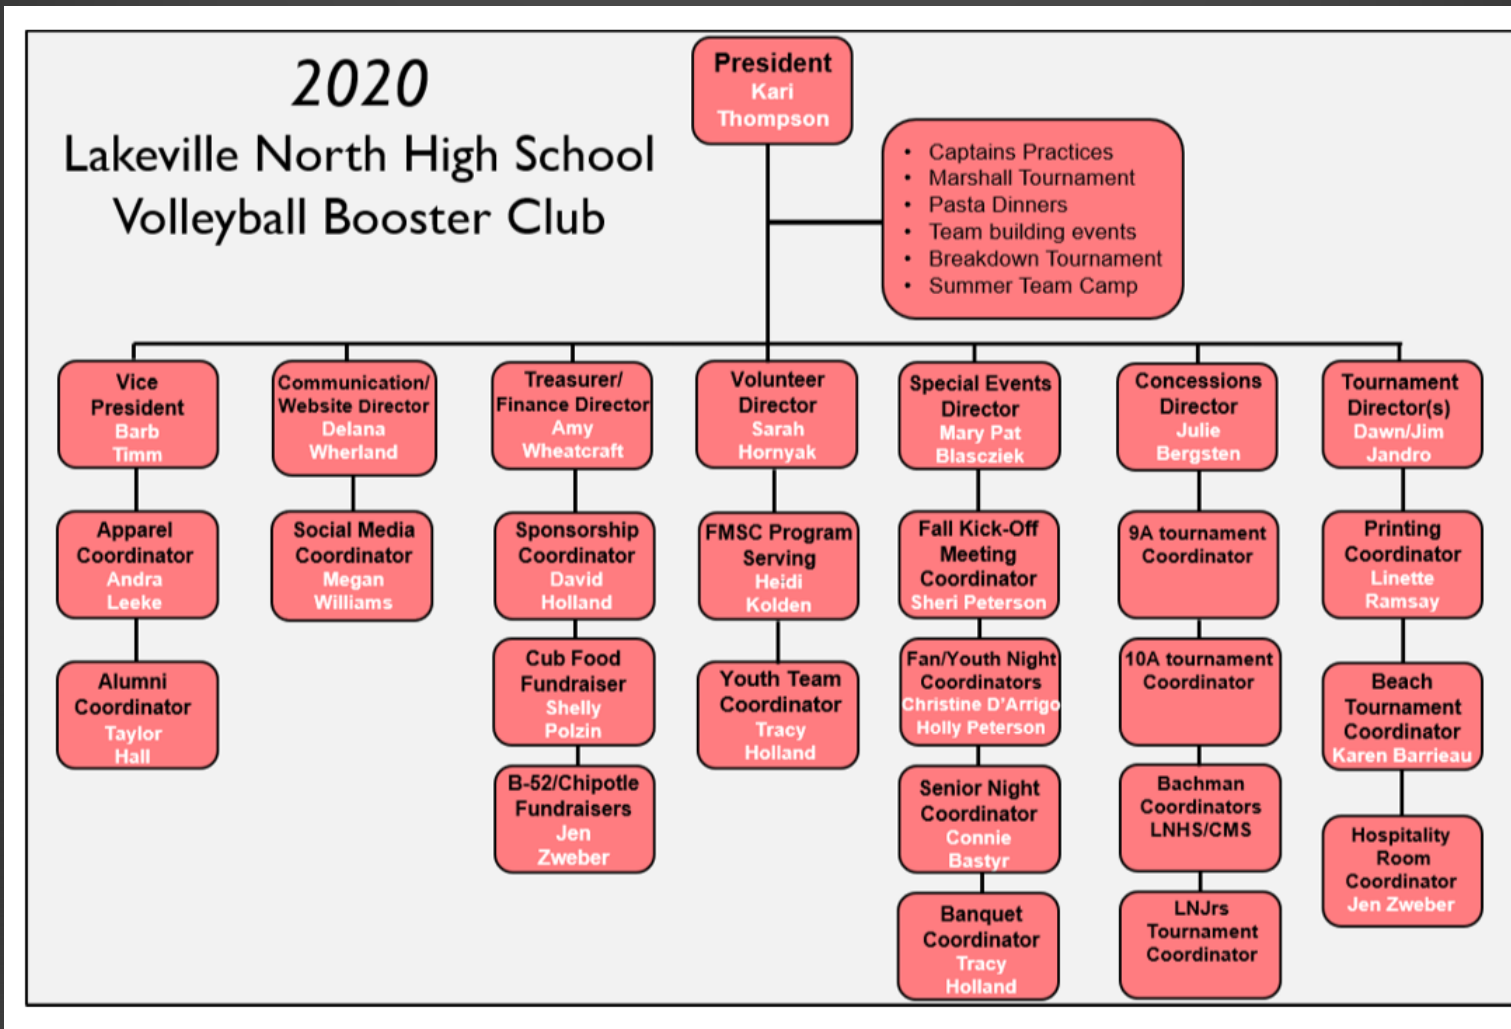 2020
Lakeville North High School
Volleyball Booster Club
President
Kari
Thompson
• Captains Practices
• Marshall Tournament
• Pasta Dinners
• Team building events
• Breakdown Tournament
• Summer Team Camp
Vice
President
Barb
Timm
Communication/
Website Director
Delana
Wherland
Treasurer/
Finance Director
Amy
Wheatcraft
Volunteer
Director
Sarah
Hornyak
Special Events
Director
Mary Pat
Blascziek
Concessions
Director
Julie
Bergsten
Tournament
Director(s)
Dawn/Jim
Jandro
Apparel
Coordinator
Andra
Leeke
Social Media
Coordinator
Megan
Williams
Sponsorship
Coordinator
David
Holland
FMSC Program
Serving
Heidi
Kolden
Fall Kick-Off
Meeting
Coordinator
Sheri Peterson
9A tournament
Coordinator
Printing
Coordinator
Linette
Ramsay
Alumni
Coordinator
Taylor
Hall
Cub Food
Fundraiser
Shelly
Polzin
Youth Team
Coordinator
Tracy
Holland
Fan/Youth Night
Coordinators
Christine D'Arrigo
Holly Peterson
10A tournament
Coordinator
Beach
Tournament
Coordinator
Karen Barrieau
B-52/Chipotle
Fundraisers
Jen
Zweber
Senior Night
Coordinator
Connie
Bastyr
Bachman
Coordinators
LNHS/CMS
Hospitality
Room
Coordinator
Jen Zweber
Banquet
Coordinator
Tracy
Holland
LNJrs
Tournament
Coordinator